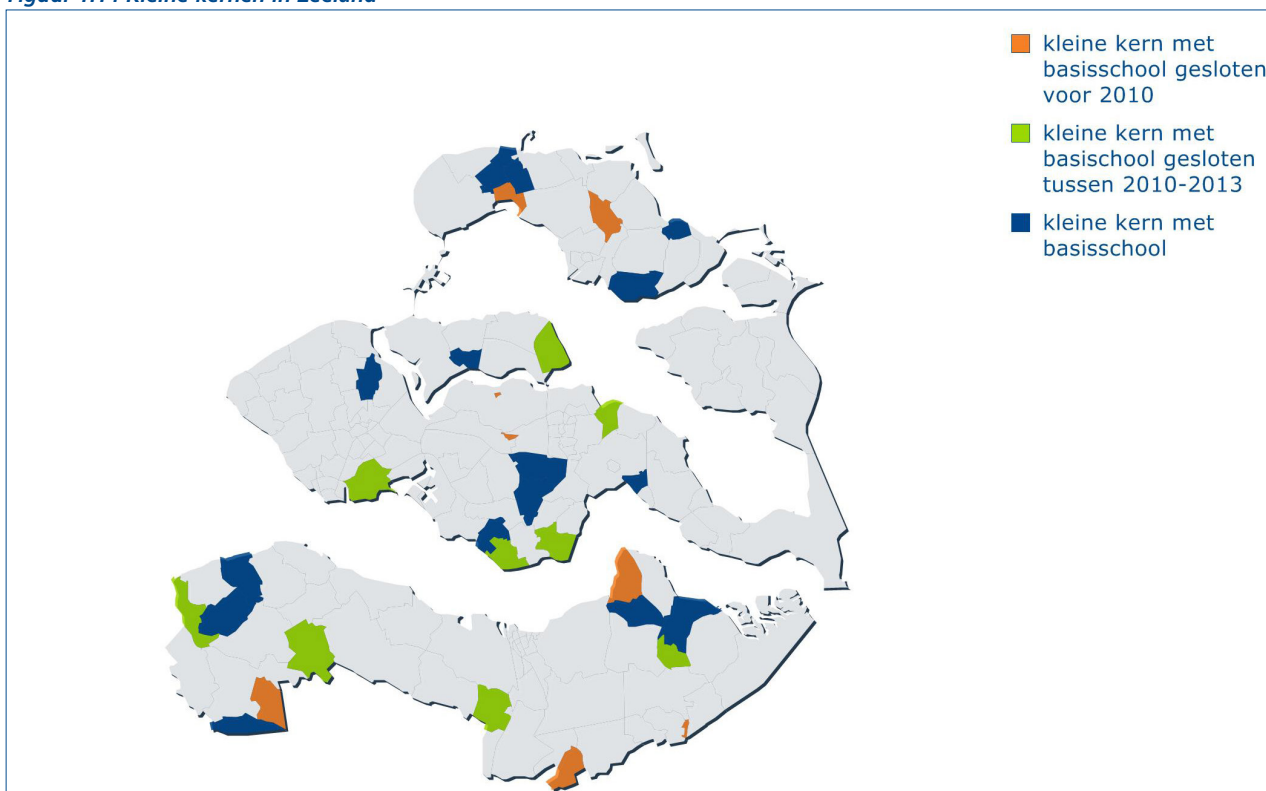 kleine kern met
basisschool gesloten
voor 2010
kleine kern met
basischool gesloten
tussen 2010-2013
kleine kern met
basisschool